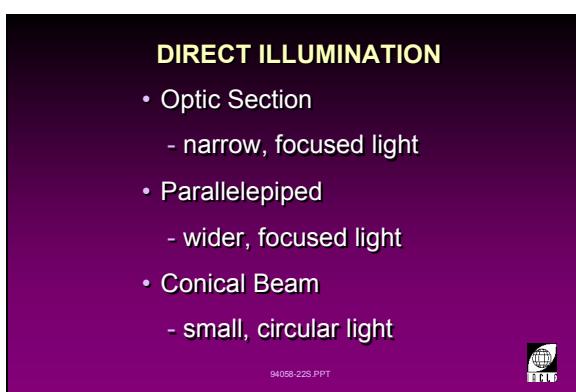 DIRECT ILLUMINATION
• Optic Section
- narrow, focused light
• Parallelepiped
- wider, focused light
• Conical Beam
- small, circular light
94058-22S.PPT
IACLE